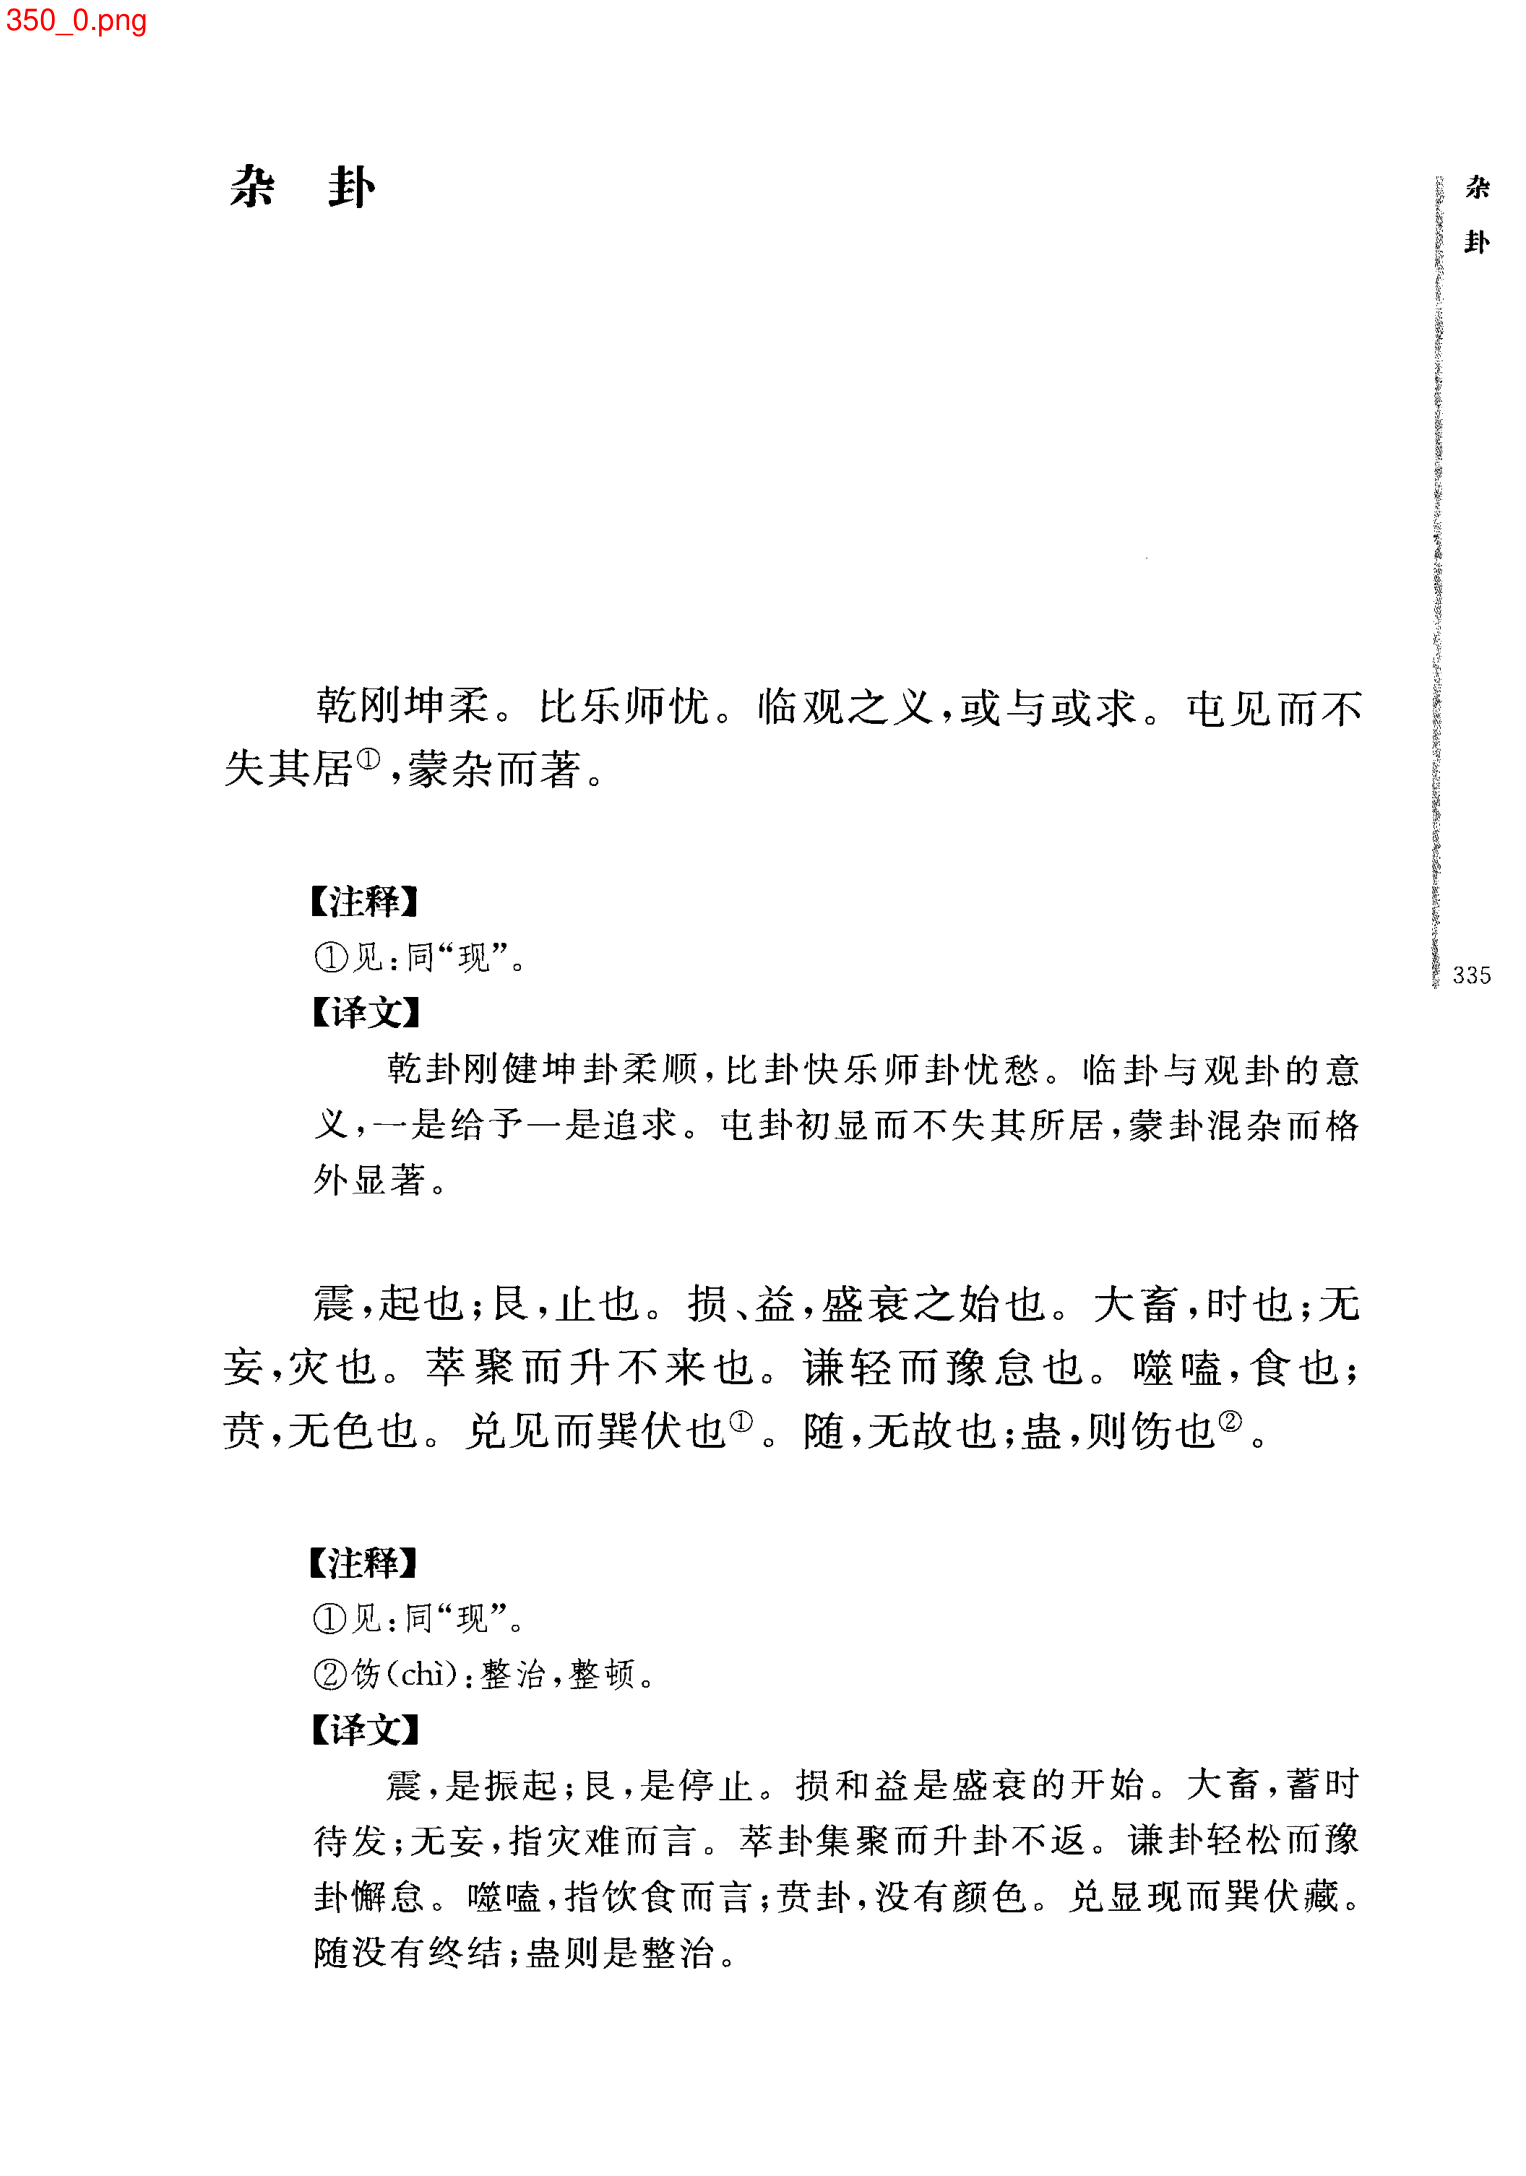 350_0.png
杂 卦
杂
卦
乾刚坤柔。比乐师忧。临观之义，或与或求。屯见而不
失其居①，蒙杂而著。
【注释】
①见：同“现”。
335
【译文】
乾卦刚健坤卦柔顺，比卦快乐师卦忧愁。临卦与观卦的意
义，一是给予一是追求。屯卦初显而不失其所居，蒙卦混杂而格
外显著。
震，起也；艮，止也。损、益，盛衰之始也。大畜，时也；无
妄，灾也。萃聚而升不来也。谦轻而豫怠也。噬嗑，食也；
贲，无色也。兑见而巽伏也①。随，无故也；蛊，则饬也②。
【注释】
①见：同“现”。
②饬(chì)：整治，整顿。
【译文】
震，是振起；艮，是停止。损和益是盛衰的开始。大畜，蓄时
待发；无妄，指灾难而言。萃卦集聚而升卦不返。谦卦轻松而豫
卦懈怠。噬嗑，指饮食而言；贲卦，没有颜色。兑显现而巽伏藏。
随没有终结；蛊则是整治。